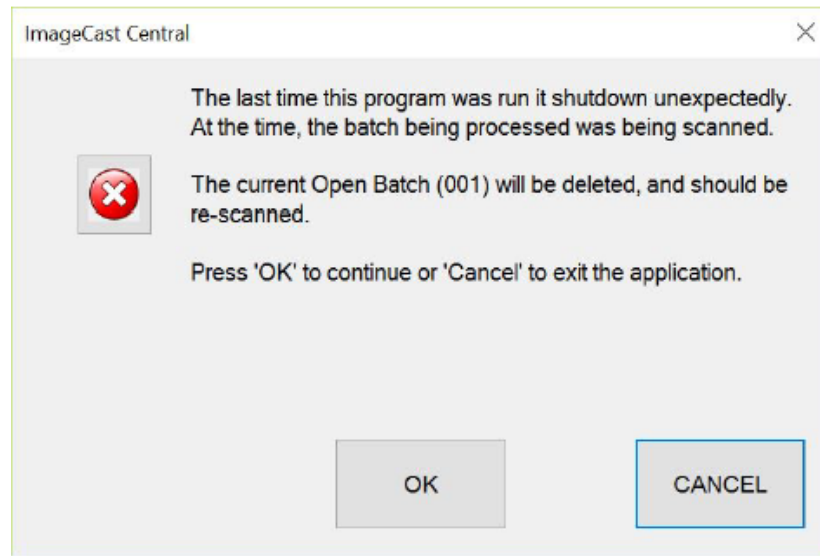 ImageCast Central
The last time this program was run it shutdown unexpectedly.
At the time, the batch being processed was being scanned.
The current Open Batch (001) will be deleted, and should be
re-scanned.
Press 'OK' to continue or 'Cancel' to exit the application.
OK
CANCEL